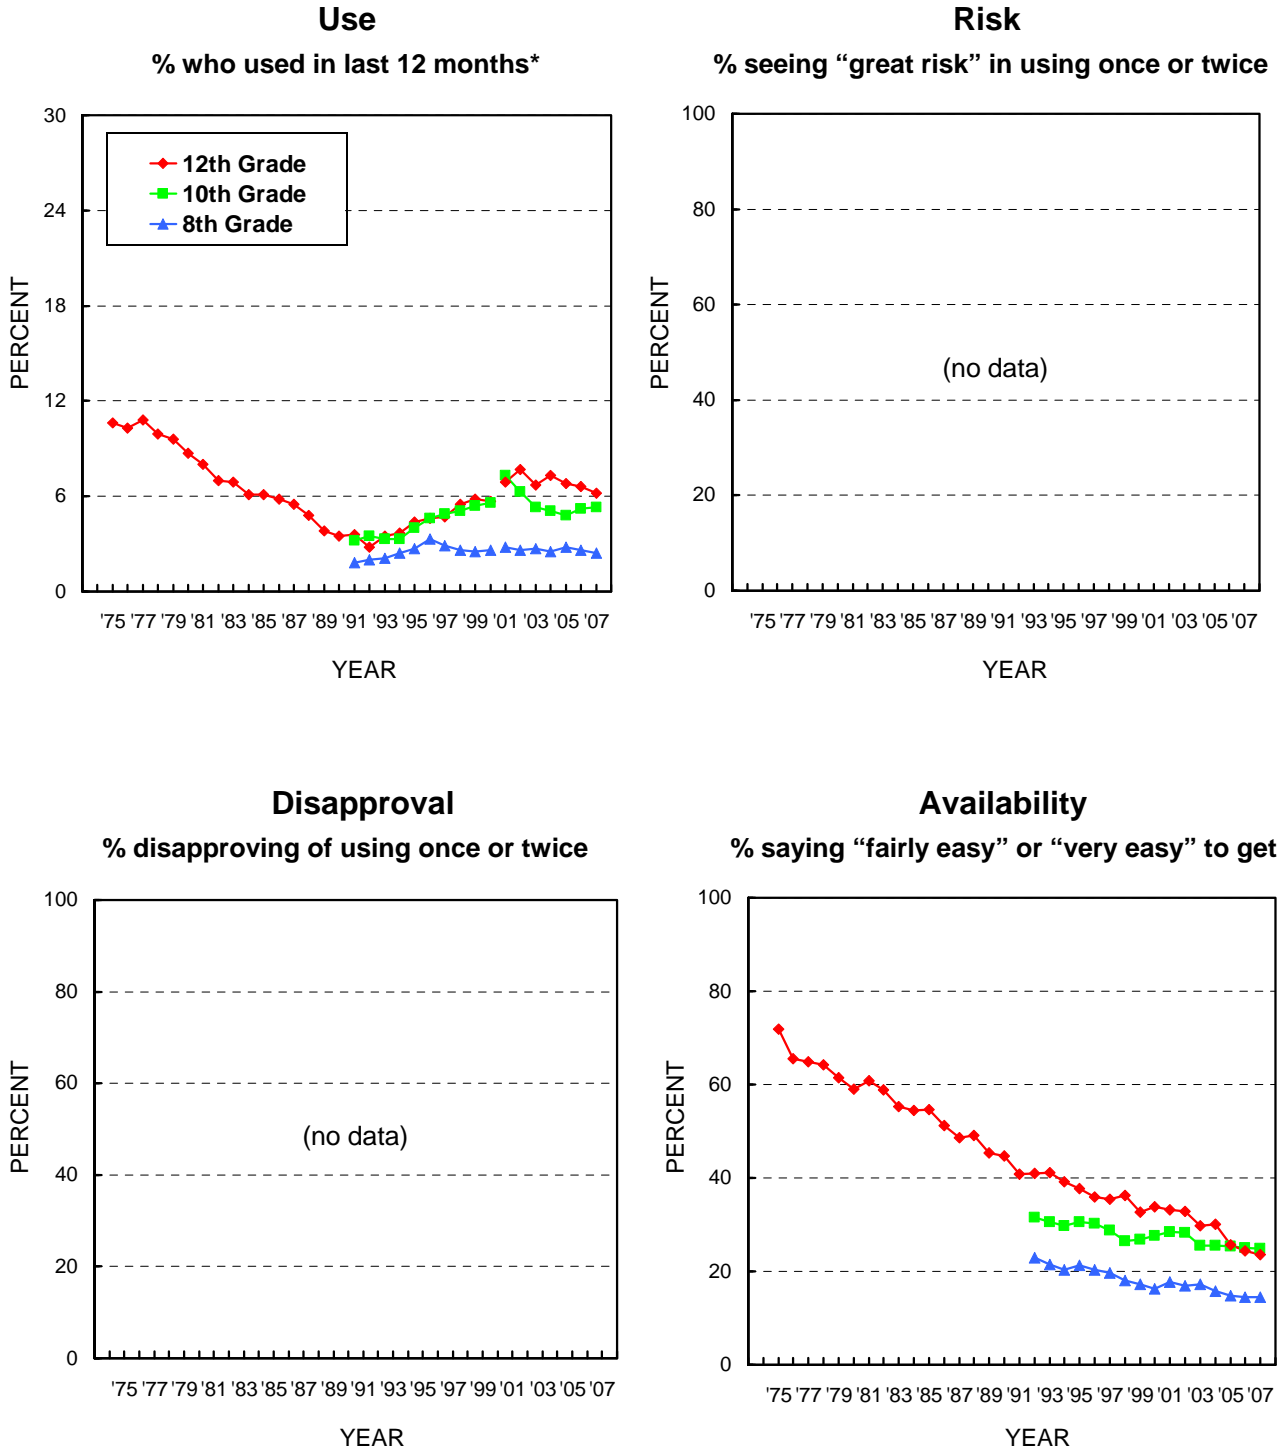 Use
% who used in last 12 months*
30
24
18
12
6
0
PERCENT
12th Grade
10th Grade
8th Grade
'75 '77 '79 '81 '83 '85 '87 '89 '91 '93 '95 '97 '99 '01 '03 '05 '07
YEAR
Risk
% seeing “great risk” in using once or twice
100
80
60
40
20
0
PERCENT
(no data)
'75 '77 '79 '81 '83 '85 '87 '89 '91 '93 '95 '97 '99 '01 '03 '05 '07
YEAR
Disapproval
% disapproving of using once or twice
100
80
60
40
20
0
PERCENT
(no data)
'75 '77 '79 '81 '83 '85 '87 '89 '91 '93 '95 '97 '99 '01 '03 '05 '07
YEAR
Availability
% saying “fairly easy” or “very easy” to get
100
80
60
40
20
0
PERCENT
'75 '77 '79 '81 '83 '85 '87 '89 '91 '93 '95 '97 '99 '01 '03 '05 '07
YEAR